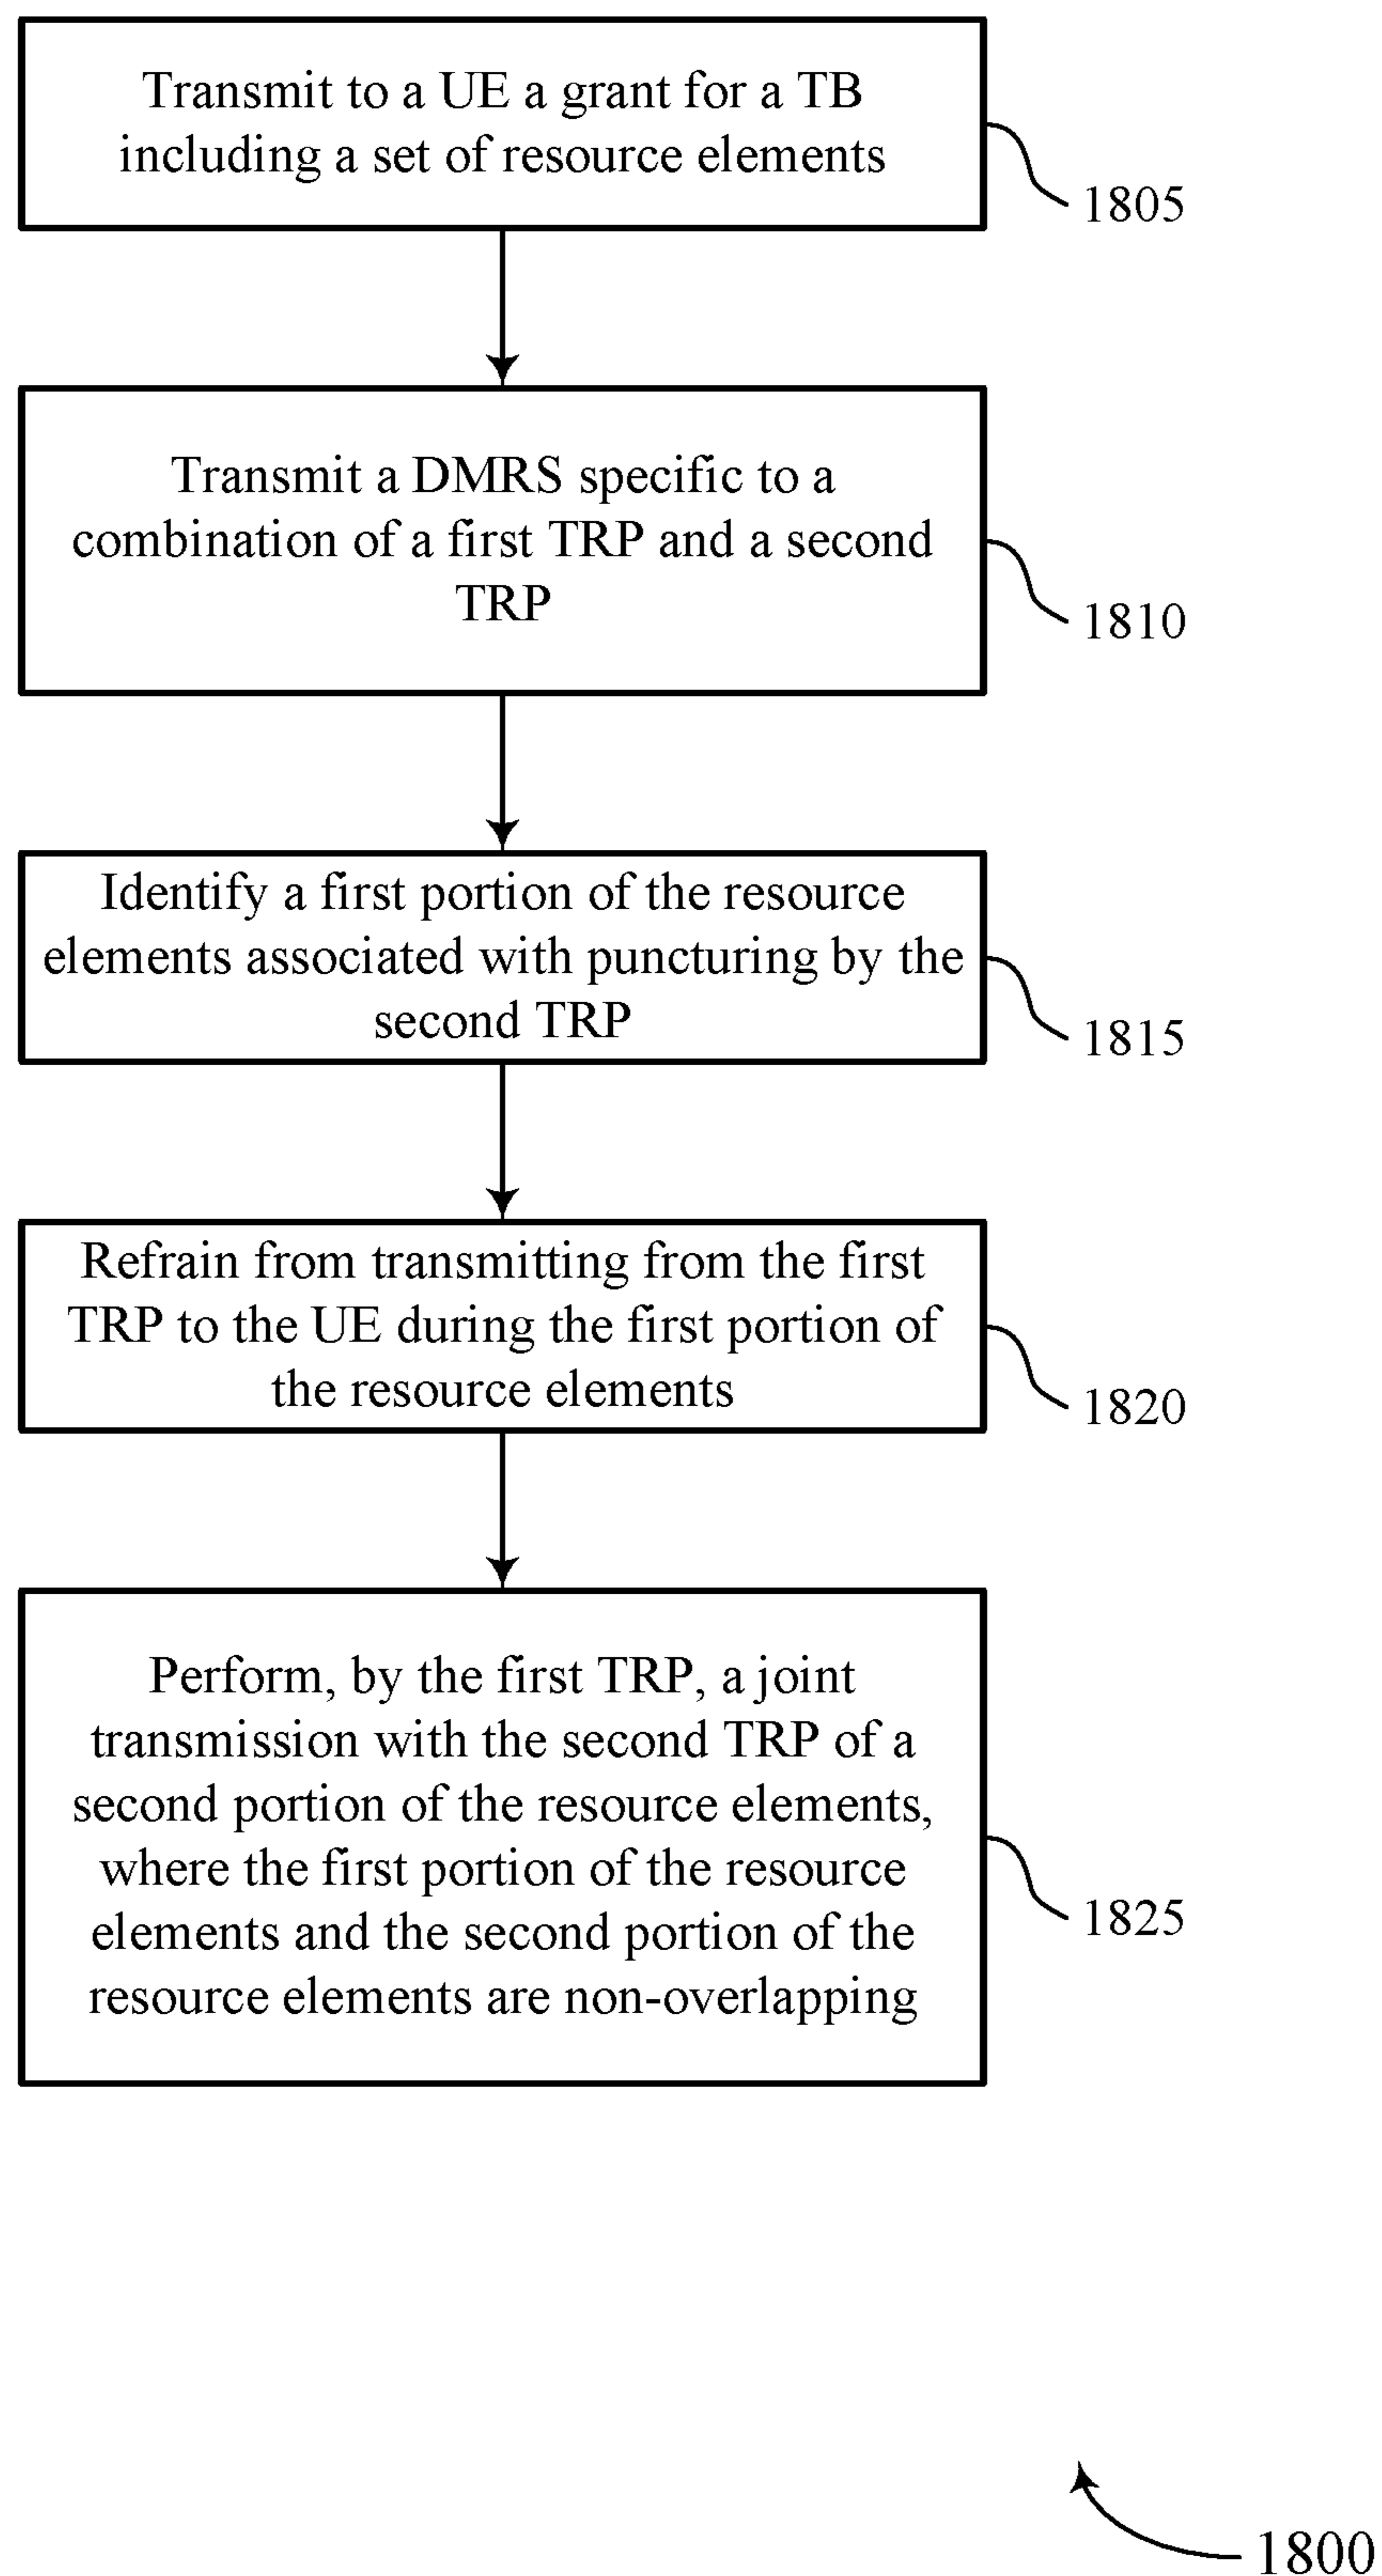 Transmit to a UE a grant for a TB
including a set of resource elements
1805
Transmit a DMRS specific to a
combination of a first TRP and a second
TRP
1810
Identify a first portion of the resource
elements associated with puncturing by the
second TRP
1815
Refrain from transmitting from the first
TRP to the UE during the first portion of
the resource elements
1820
Perform, by the first TRP, a joint
transmission with the second TRP of a
second portion of the resource elements,
where the first portion of the resource
elements and the second portion of the
resource elements are non-overlapping
1825
1800